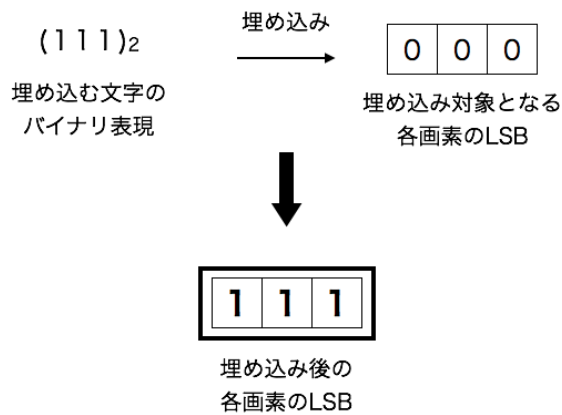 (111)2
埋め込み
0 0 0
埋め込む文字の
バイナリ表現
埋め込み対象となる
各画素のLSB
1 1 1
埋め込み後の
各画素のLSB